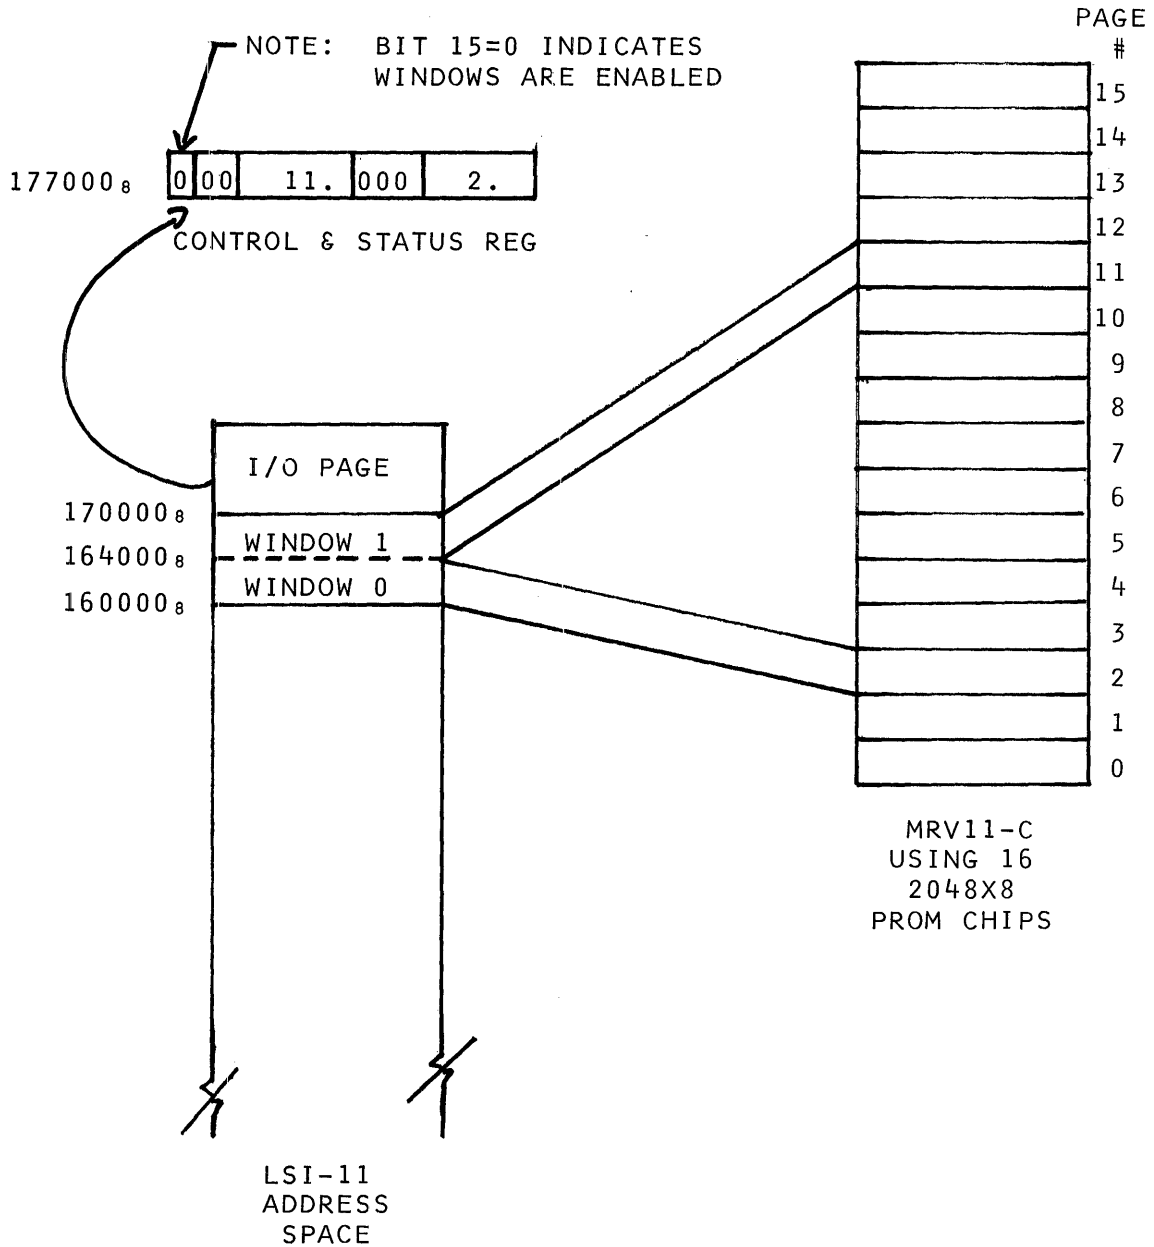 PAGE
#
NOTE: BIT 15=0 INDICATES
WINDOWS ARE ENABLED
177000₈ 0 00 11. 000 2.
CONTROL & STATUS REG
15
14
13
12
11
10
9
8
7
6
5
4
3
2
1
0
I/O PAGE
170000₈
WINDOW 1
164000₈
WINDOW 0
160000₈
MRV11-C
USING 16
2048X8
PROM CHIPS
LSI-11
ADDRESS
SPACE